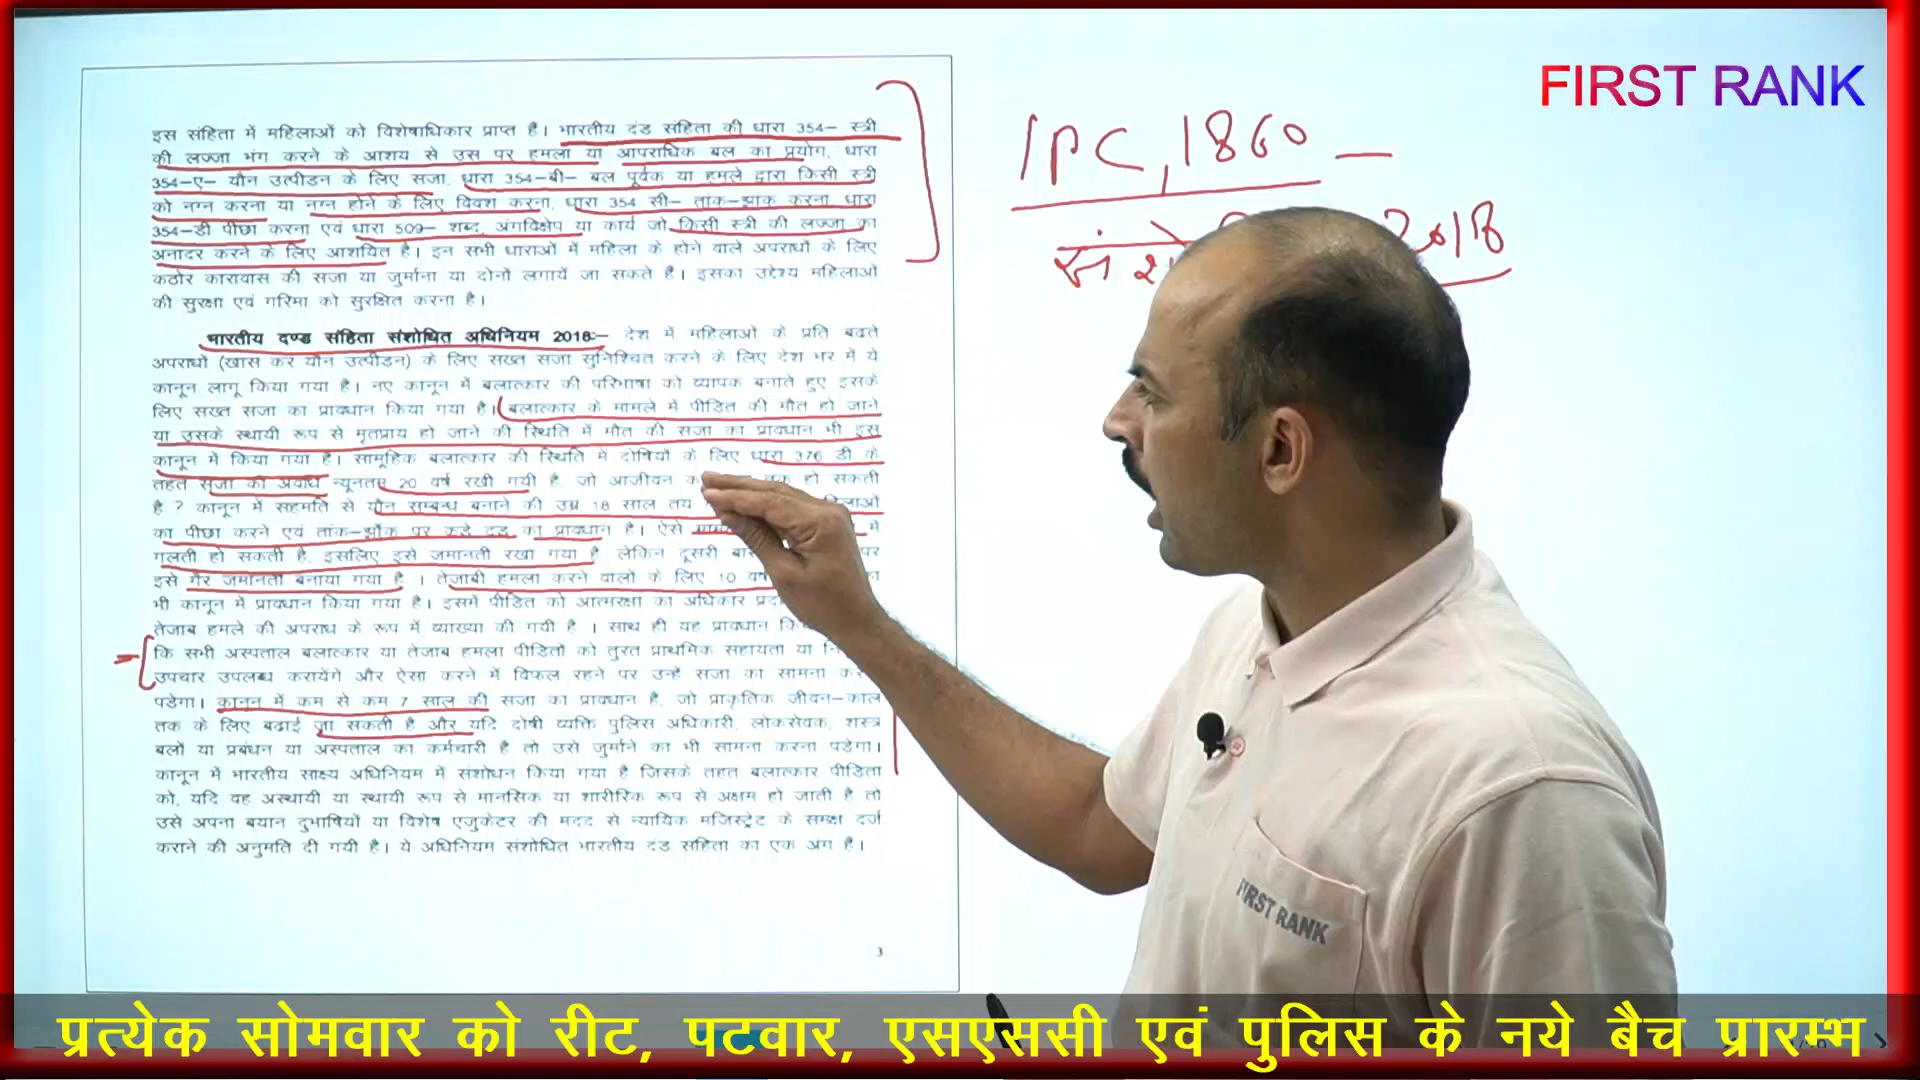 FIRST RANK
इस संहिता में महिलाओं को विशेषाधिकार प्राप्त है। भारतीय दंड संहिता की धारा 354– स्त्री
की लज्जा भंग करने के आशय से उस पर हमला या आपराधिक बल का प्रयोग, धारा
354–ए– यौन उत्पीडन के लिए सजा, धारा 354–बी– बल पूर्वक या हमले द्वारा किसी स्त्री
को नग्न करना या नग्न होने के लिए विवश करना, धारा 354 सी– तांक–झांक करना धारा
354–डी पीछा करना एवं धारा 509– शब्द, अंगविक्षेप या कार्य जो किसी स्त्री की लज्जा का
अनादर करने के लिए आशयित है। इन सभी धाराओं में महिला के होने वाले अपराधों के लिए
कठोर कारावास की सजा या जुर्माना या दोनों लगायें जा सकते हैं। इसका उद्देश्य महिलाओं
की सुरक्षा एवं गरिमा को सुरक्षित करना है।
भारतीय दण्ड संहिता संशोधित अधिनियम 2018:– देश में महिलाओं के प्रति बढते
अपराधों (खास कर यौन उत्पीडन) के लिए सख्त सजा सुनिश्चित करने के लिए देश भर में ये
कानून लागू किया गया है। नए कानून में बलात्कार की परिभाषा को व्यापक बनाते हुए इसके
लिए सख्त सजा का प्रावधान किया गया है। बलात्कार के मामले में पीडित की मौत हो जाने
या उसके स्थायी रूप से मृतप्राय हो जाने की स्थिति में मौत की सजा का प्रावधान भी इस
कानून में किया गया है। सामूहिक बलात्कार की स्थिति में दोषियों के लिए धारा 376 डी के
तहत सजा की अवधि न्यूनतम 20 वर्ष रखी गयी है, जो आजीवन हो सकती
है ? कानून में सहमति से यौन सम्बन्ध बनाने की उम्र 18 साल तय
का पीछा करने एवं तांक–झाँक पर कडे दंड का प्रावधान है। ऐसे में
गलती हो सकती है, इसलिए इसे जमानती रखा गया है, लेकिन दूसरी पर
इसे गैर जमानती बनाया गया है । तेजाबी हमला करने वालों के लिए 10
भी कानून में प्रावधान किया गया है। इसमें पीडित को आत्मरक्षा का अधिकार
तेजाब हमले की अपराध के रूप में व्याख्या की गयी है । साथ ही यह प्रावधान
कि सभी अस्पताल बलात्कार या तेजाब हमला पीडितों को तुरत प्राथमिक सहायता या
उपचार उपलब्ध करायेंगे और ऐसा करने में विफल रहने पर उन्हें सजा का सामना
पडेगा। कानून में कम से कम 7 साल की सजा का प्रावधान है, जो प्राकृतिक जीवन–काल
तक के लिए बढाई जा सकती है और यदि दोषी व्यक्ति पुलिस अधिकारी, लोकसेवक, शस्त्र
बलों या प्रबंधन या अस्पताल का कर्मचारी है तो उसे जुर्माने का भी सामना करना पडेगा।
कानून में भारतीय साक्ष्य अधिनियम में संशोधन किया गया है जिसके तहत बलात्कार पीडिता
को, यदि वह अस्थायी या स्थायी रूप से मानसिक या शारीरिक रूप से अक्षम हो जाती है तो
उसे अपना बयान दुभाषियों या विशेष एजुकेटर की मदद से न्यायिक मजिस्ट्रेट के समक्ष दर्ज
कराने की अनुमति दी गयी है। ये अधिनियम संशोधित भारतीय दंड संहिता का एक अंग है।
3
IPC, 1860
2018
FIRST RANK
प्रत्येक सोमवार को रीट, पटवार, एसएससी एवं पुलिस के नये बैच प्रारम्भ